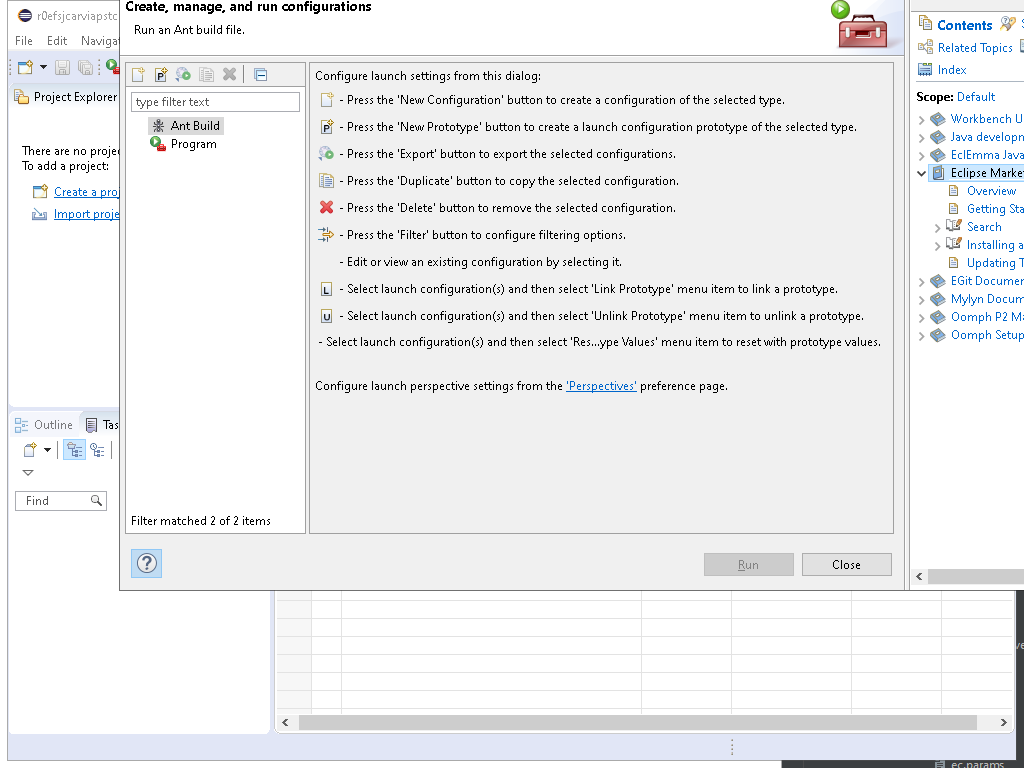 r0efsjcarviapstc
File Edit Naviga
Project Explorer
There are no proje
To add a project:
Create a proj
Import proje
Outline
Tas
Find
Create, manage, and run configurations
Run an Ant build file.
type filter text
Ant Build
Program
Filter matched 2 of 2 items
Configure launch settings from this dialog:
- Press the 'New Configuration' button to create a configuration of the selected type.
P - Press the 'New Prototype' button to create a launch configuration prototype of the selected type.
- Press the 'Export' button to export the selected configurations.
- Press the 'Duplicate' button to copy the selected configuration.
- Press the 'Delete' button to remove the selected configuration.
- Press the 'Filter' button to configure filtering options.
- Edit or view an existing configuration by selecting it.
L - Select launch configuration(s) and then select 'Link Prototype' menu item to link a prototype.
U - Select launch configuration(s) and then select 'Unlink Prototype' menu item to unlink a prototype.
- Select launch configuration(s) and then select 'Res...ype Values' menu item to reset with prototype values.
Configure launch perspective settings from the 'Perspectives' preference page.
?
Run
Close
Contents
Related Topics
Index
Scope: Default
Workbench U
Java developm
EclEmma Java
Eclipse Marke
Overview
Getting Sta
Search
Installing a
Updating T
EGit Documer
Mylyn Docum
Oomph P2 Ma
Oomph Setup
ec.params